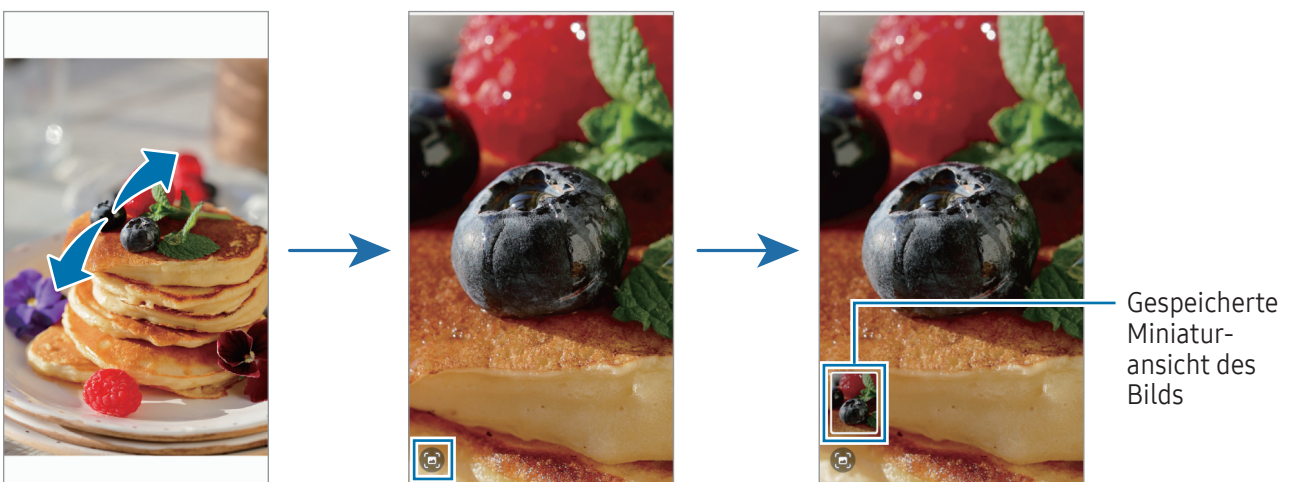 Gespeicherte
Miniatur-
ansicht des
Bilds